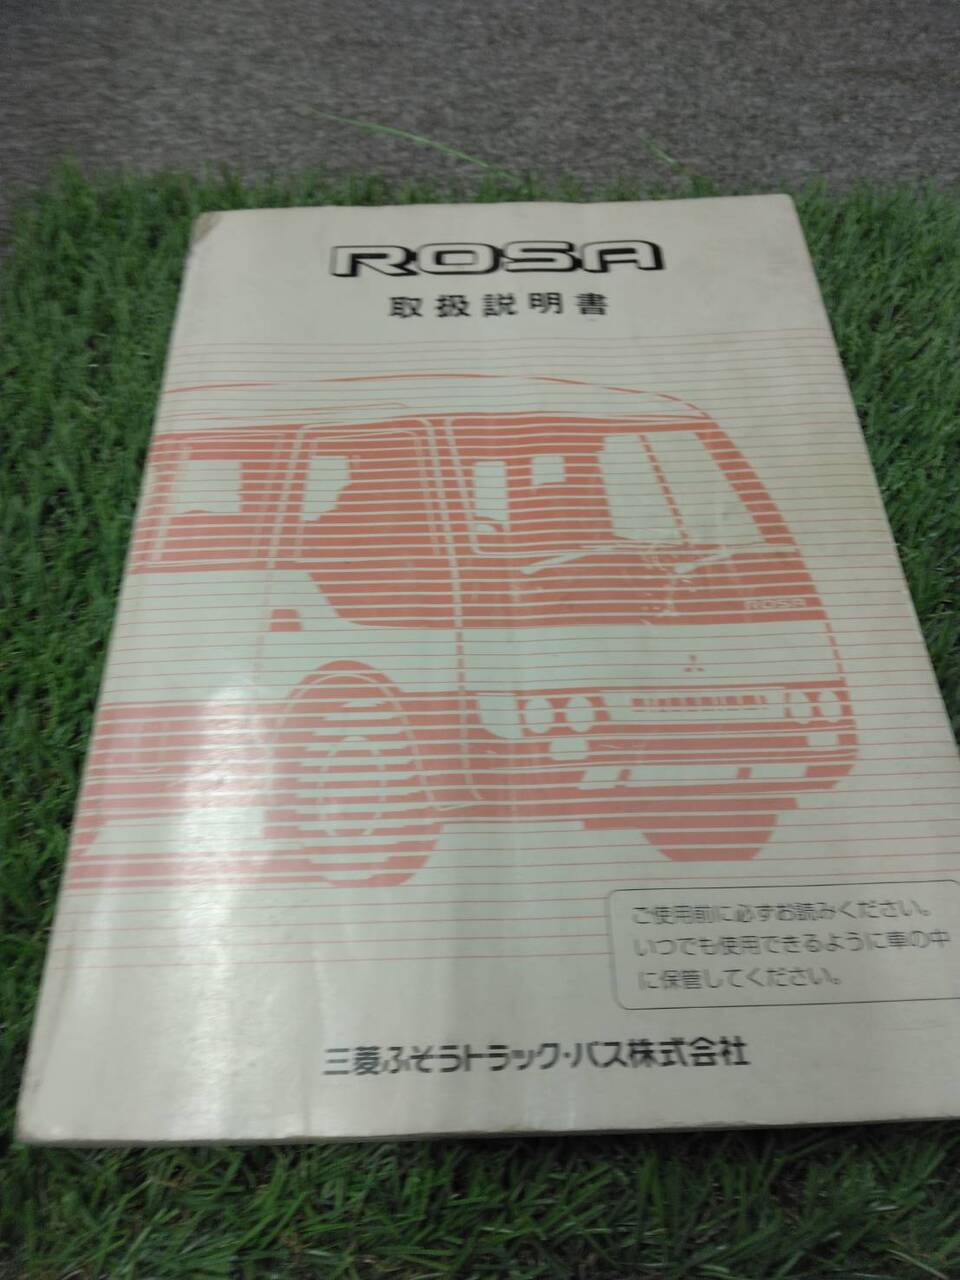 ROSA
取扱説明書
ROSA
ご使用前に必ずお読みください。
いつでも使用できるように車の中
に保管してください。
三菱ふそうトラック・バス株式会社